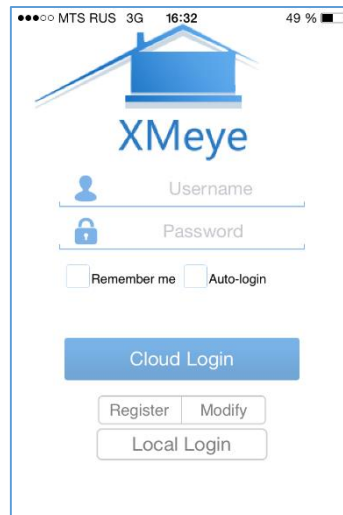 ●●●○○ MTS RUS 3G 16:32 49 %
XMeye
Username
Password
Remember me Auto-login
Cloud Login
Register Modify
Local Login